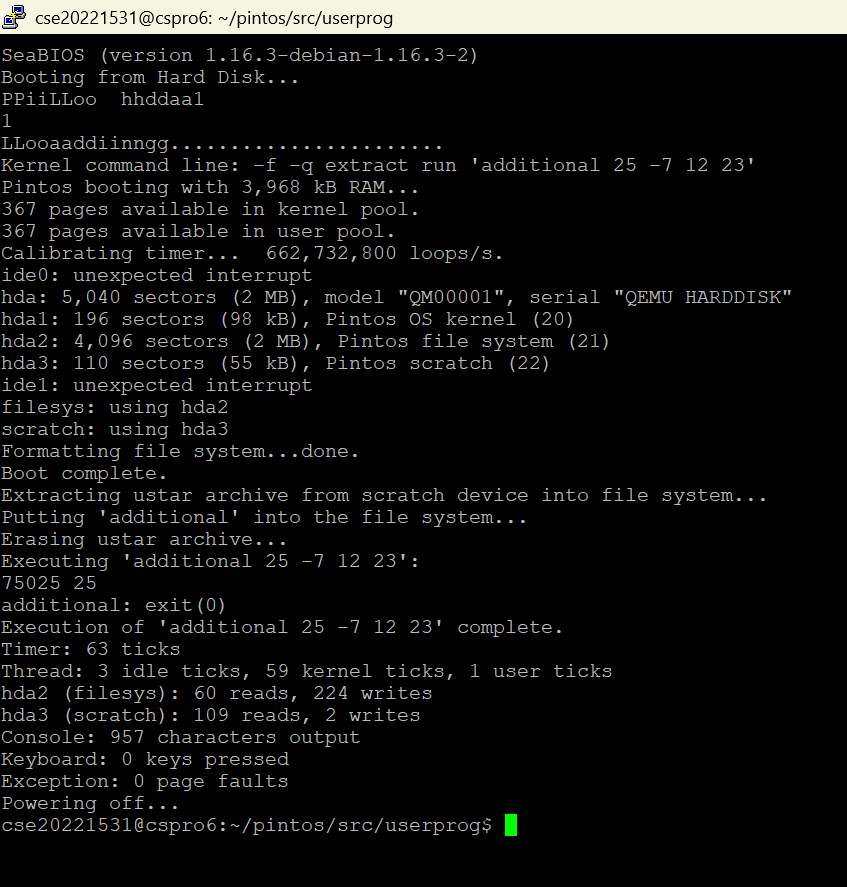 cse20221531@cspro6: ~/pintos/src/userprog
SeaBIOS (version 1.16.3-debian-1.16.3-2)
Booting from Hard Disk...
PPiiLLoo  hhddaa1
1
LLooaaddiinngg.......................
Kernel command line: -f -q extract run 'additional 25 -7 12 23'
Pintos booting with 3,968 kB RAM...
367 pages available in kernel pool.
367 pages available in user pool.
Calibrating timer...  662,732,800 loops/s.
ide0: unexpected interrupt
hda: 5,040 sectors (2 MB), model "QM00001", serial "QEMU HARDDISK"
hda1: 196 sectors (98 kB), Pintos OS kernel (20)
hda2: 4,096 sectors (2 MB), Pintos file system (21)
hda3: 110 sectors (55 kB), Pintos scratch (22)
ide1: unexpected interrupt
filesys: using hda2
scratch: using hda3
Formatting file system...done.
Boot complete.
Extracting ustar archive from scratch device into file system...
Putting 'additional' into the file system...
Erasing ustar archive...
Executing 'additional 25 -7 12 23':
75025 25
additional: exit(0)
Execution of 'additional 25 -7 12 23' complete.
Timer: 63 ticks
Thread: 3 idle ticks, 59 kernel ticks, 1 user ticks
hda2 (filesys): 60 reads, 224 writes
hda3 (scratch): 109 reads, 2 writes
Console: 957 characters output
Keyboard: 0 keys pressed
Exception: 0 page faults
Powering off...
cse20221531@cspro6:~/pintos/src/userprog$